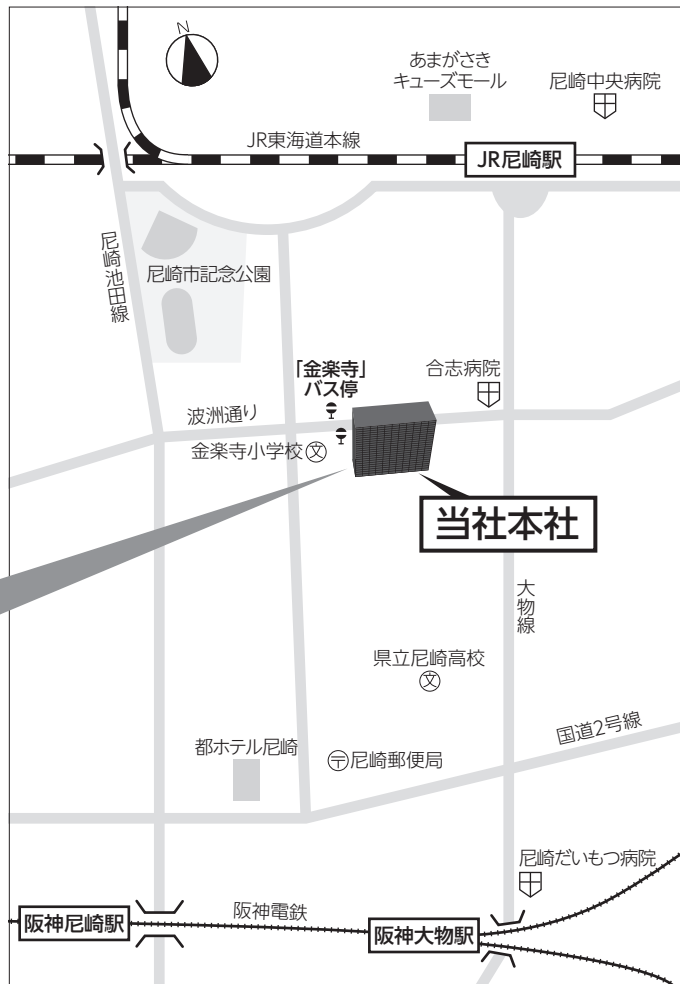 N
あまがさき
キューズモール
尼崎中央病院
JR東海道本線
JR尼崎駅
尼崎池田線
尼崎市記念公園
「金楽寺」
バス停
合志病院
波洲通り
金楽寺小学校
文
当社本社
大物線
県立尼崎高校
文
国道2号線
都ホテル尼崎
〒尼崎郵便局
尼崎だいもつ病院
阪神尼崎駅
阪神電鉄
阪神大物駅